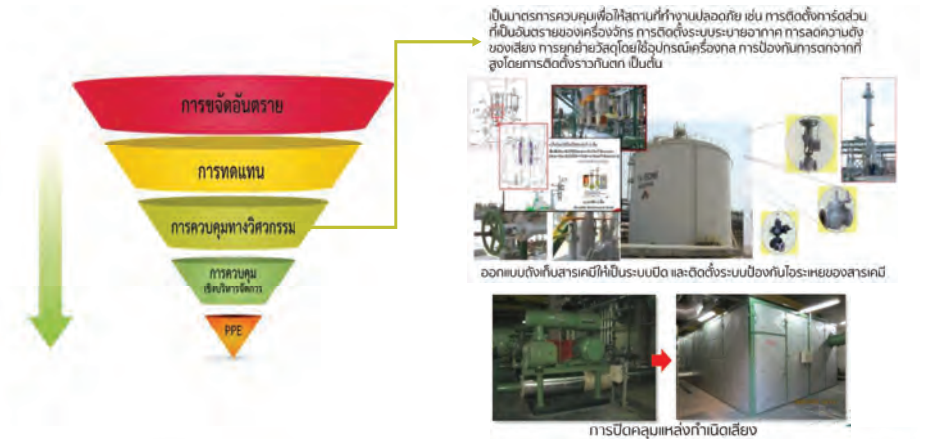 เป็นมาตรการควบคุมเพื่อให้สถานที่ทำงานปลอดภัย เช่น การติดตั้งการ์ดส่วน
ที่เป็นอันตรายของเครื่องจักร การติดตั้งระบบระบายอากาศ การลดความดัง
ของเสียง การยกย้ายวัสดุโดยใช้อุปกรณ์เครื่องกล การป้องกันการตกจากที่
สูงโดยการติดตั้งราวกันตก เป็นต้น
การขจัดอันตราย
การทดแทน
การควบคุมทางวิศวกรรม
การควบคุม
เชิงบริหารจัดการ
PPE
ออกแบบถังเก็บสารเคมีให้เป็นระบบปิด และติดตั้งระบบป้องกันไอระเหยของสารเคมี
การปิดคลุมแหล่งกำเนิดเสียง